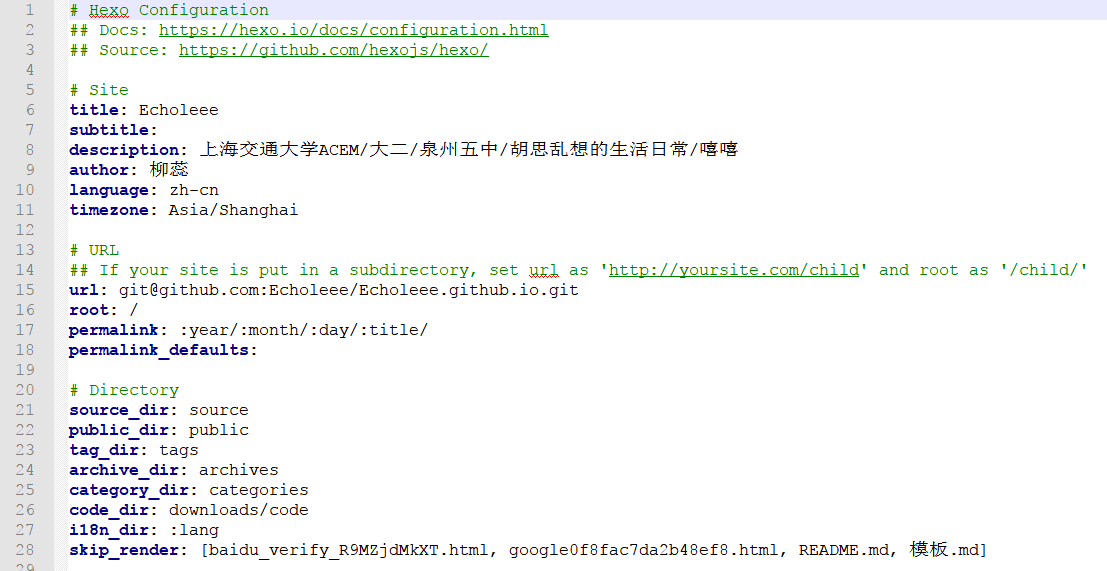 1 # Hexo Configuration
2 ## Docs: https://hexo.io/docs/configuration.html
3 ## Source: https://github.com/hexojs/hexo/
4
5 # Site
6 title: Echoleee
7 subtitle:
8 description: 上海交通大学ACEM/大二/泉州五中/胡思乱想的生活日常/嘻嘻
9 author: 柳蕊
10 language: zh-cn
11 timezone: Asia/Shanghai
12
13 # URL
14 ## If your site is put in a subdirectory, set url as 'http://yoursite.com/child' and root as '/child/'
15 url: git@github.com:Echoleee/Echoleee.github.io.git
16 root: /
17 permalink: :year/:month/:day/:title/
18 permalink_defaults:
19
20 # Directory
21 source_dir: source
22 public_dir: public
23 tag_dir: tags
24 archive_dir: archives
25 category_dir: categories
26 code_dir: downloads/code
27 i18n_dir: :lang
28 skip_render: [baidu_verify_R9MZjdMkXT.html, google0f8fac7da2b48ef8.html, README.md, 模板.md]
29